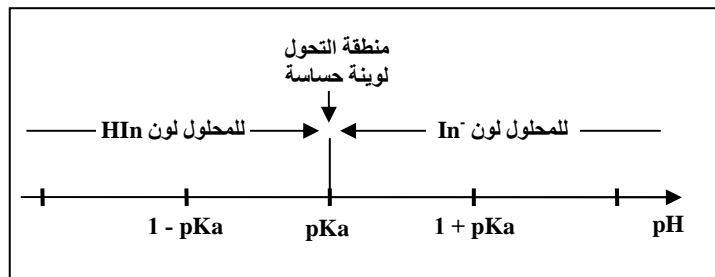 منطقة التحول
لوينة حساسة
للمحلول لون HIn
للمحلول لون In⁻
1 - pKa
pKa
1 + pKa
pH